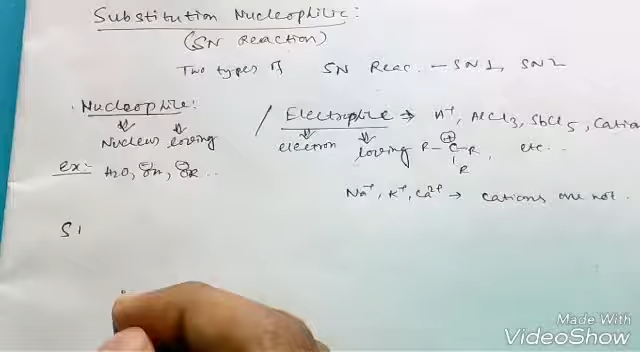 Substitution Nucleophilic:
(SN Reaction)
Two types of SN Reac. — SN1, SN2
Nucleophile: / Electrophile → H⁺, AlCl3, SbCl5, Cation
Nucleus loving electron loving R—C⊕—R, etc..
R
ex: H2O, ⊖OH, ⊖OR ..
Na⁺, K⁺, Ca²⁺ → cations are not.
S
Made With
VideoShow